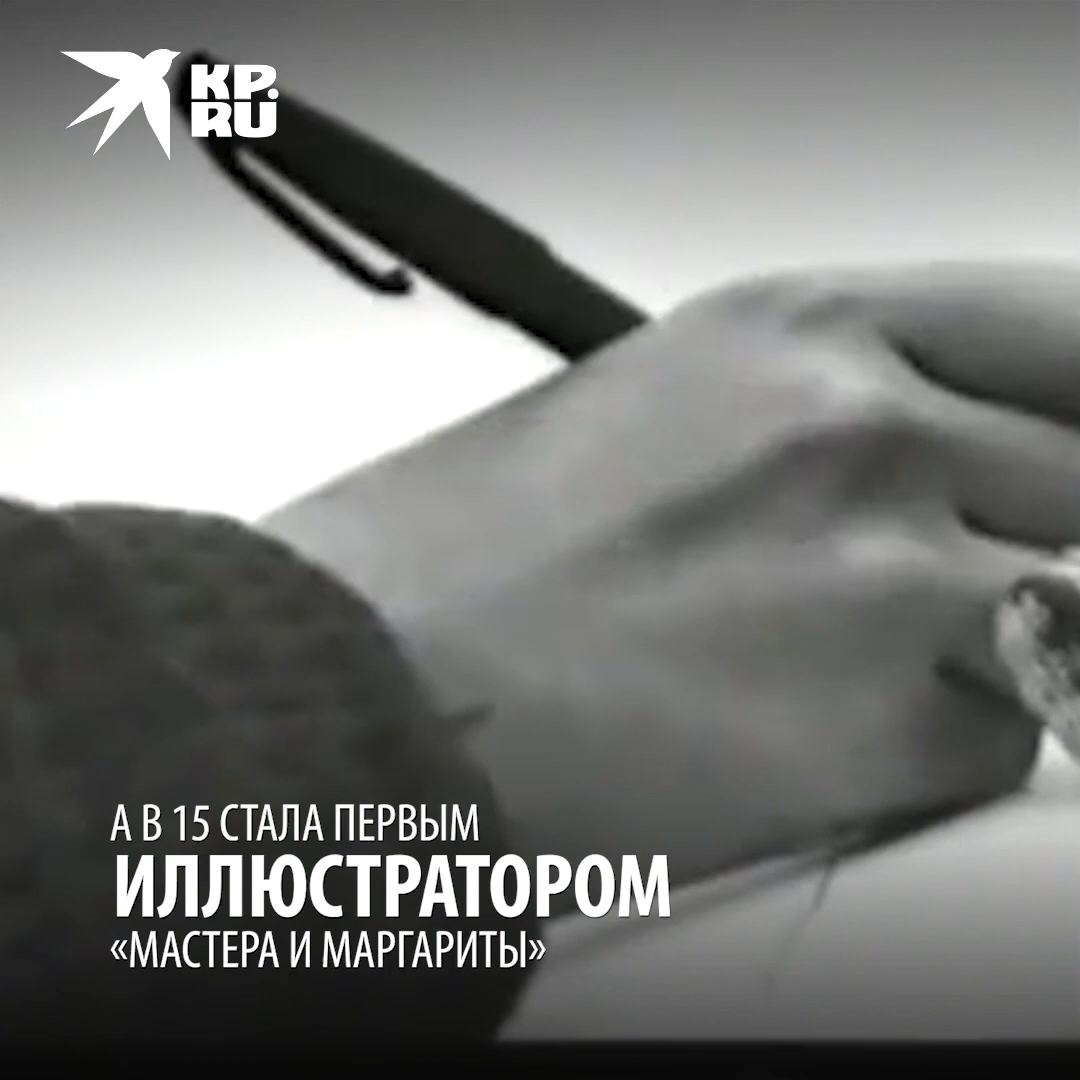 KP.
RU
А В 15 СТАЛА ПЕРВЫМ
ИЛЛЮСТРАТОРОМ
«МАСТЕРА И МАРГАРИТЫ»